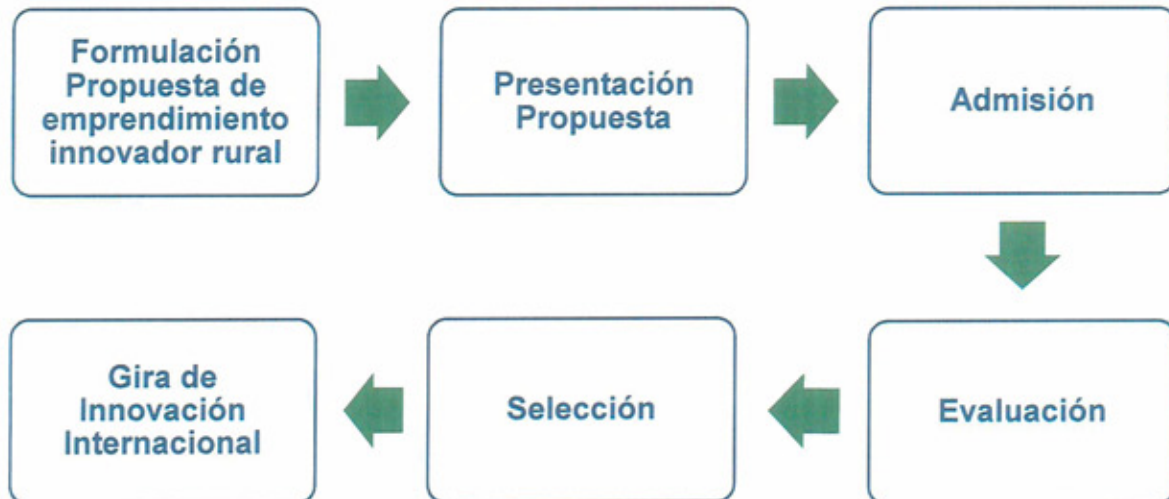 Formulación
Propuesta de
emprendimiento
innovador rural
Presentación
Propuesta
Admisión
Evaluación
Selección
Gira de
Innovación
Internacional